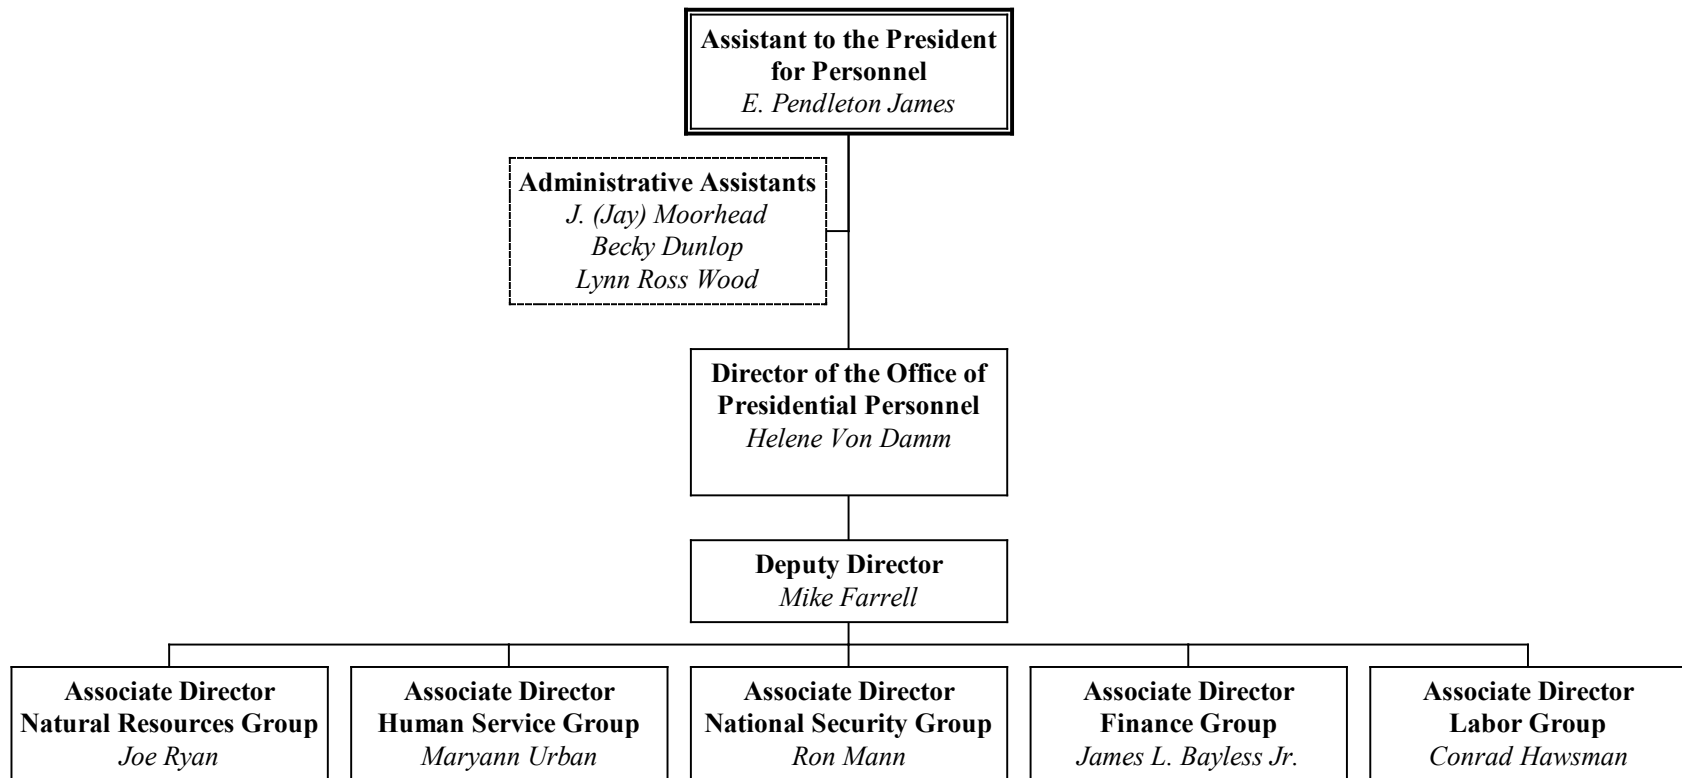 Assistant to the President
for Personnel
E. Pendleton James
Administrative Assistants
J. (Jay) Moorhead
Becky Dunlop
Lynn Ross Wood
Director of the Office of
Presidential Personnel
Helene Von Damm
Deputy Director
Mike Farrell
Associate Director
Natural Resources Group
Joe Ryan
Associate Director
Human Service Group
Maryann Urban
Associate Director
National Security Group
Ron Mann
Associate Director
Finance Group
James L. Bayless Jr.
Associate Director
Labor Group
Conrad Hawsman